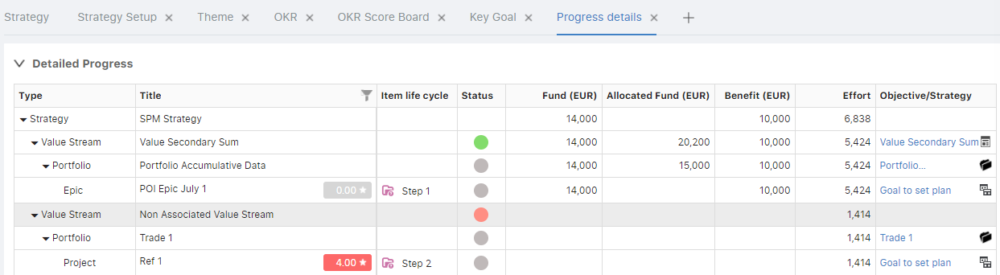 Strategy Strategy Setup Theme OKR OKR Score Board Key Goal Progress details
Detailed Progress
Type Title Item life cycle Status Fund (EUR) Allocated Fund (EUR) Benefit (EUR) Effort Objective/Strategy
Strategy SPM Strategy 14,000 10,000 6,838
Value Stream Value Secondary Sum 14,000 20,200 10,000 5,424 Value Secondary Sum
Portfolio Portfolio Accumulative Data 14,000 15,000 10,000 5,424 Portfolio...
Epic POI Epic July 1 0.00 Step 1 14,000 10,000 5,424 Goal to set plan
Value Stream Non Associated Value Stream 1,414
Portfolio Trade 1 1,414 Trade 1
Project Ref 1 4.00 Step 2 1,414 Goal to set plan